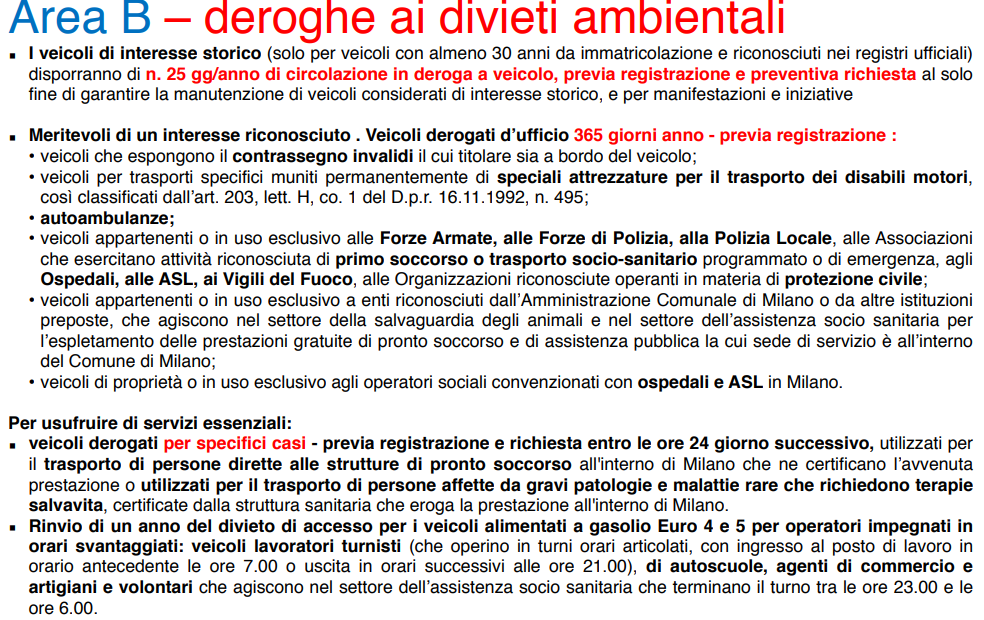 Area B – deroghe ai divieti ambientali
▪ I veicoli di interesse storico (solo per veicoli con almeno 30 anni da immatricolazione e riconosciuti nei registri ufficiali)
disporranno di n. 25 gg/anno di circolazione in deroga a veicolo, previa registrazione e preventiva richiesta al solo
fine di garantire la manutenzione di veicoli considerati di interesse storico, e per manifestazioni e iniziative
▪ Meritevoli di un interesse riconosciuto . Veicoli derogati d’ufficio 365 giorni anno - previa registrazione :
• veicoli che espongono il contrassegno invalidi il cui titolare sia a bordo del veicolo;
• veicoli per trasporti specifici muniti permanentemente di speciali attrezzature per il trasporto dei disabili motori,
così classificati dall’art. 203, lett. H, co. 1 del D.p.r. 16.11.1992, n. 495;
• autoambulanze;
• veicoli appartenenti o in uso esclusivo alle Forze Armate, alle Forze di Polizia, alla Polizia Locale, alle Associazioni
che esercitano attività riconosciuta di primo soccorso o trasporto socio-sanitario programmato o di emergenza, agli
Ospedali, alle ASL, ai Vigili del Fuoco, alle Organizzazioni riconosciute operanti in materia di protezione civile;
• veicoli appartenenti o in uso esclusivo a enti riconosciuti dall’Amministrazione Comunale di Milano o da altre istituzioni
preposte, che agiscono nel settore della salvaguardia degli animali e nel settore dell’assistenza socio sanitaria per
l’espletamento delle prestazioni gratuite di pronto soccorso e di assistenza pubblica la cui sede di servizio è all’interno
del Comune di Milano;
• veicoli di proprietà o in uso esclusivo agli operatori sociali convenzionati con ospedali e ASL in Milano.
Per usufruire di servizi essenziali:
▪ veicoli derogati per specifici casi - previa registrazione e richiesta entro le ore 24 giorno successivo, utilizzati per
il trasporto di persone dirette alle strutture di pronto soccorso all'interno di Milano che ne certificano l’avvenuta
prestazione o utilizzati per il trasporto di persone affette da gravi patologie e malattie rare che richiedono terapie
salvavita, certificate dalla struttura sanitaria che eroga la prestazione all'interno di Milano.
▪ Rinvio di un anno del divieto di accesso per i veicoli alimentati a gasolio Euro 4 e 5 per operatori impegnati in
orari svantaggiati: veicoli lavoratori turnisti (che operino in turni orari articolati, con ingresso al posto di lavoro in
orario antecedente le ore 7.00 o uscita in orari successivi alle ore 21.00), di autoscuole, agenti di commercio e
artigiani e volontari che agiscono nel settore dell’assistenza socio sanitaria che terminano il turno tra le ore 23.00 e le
ore 6.00.